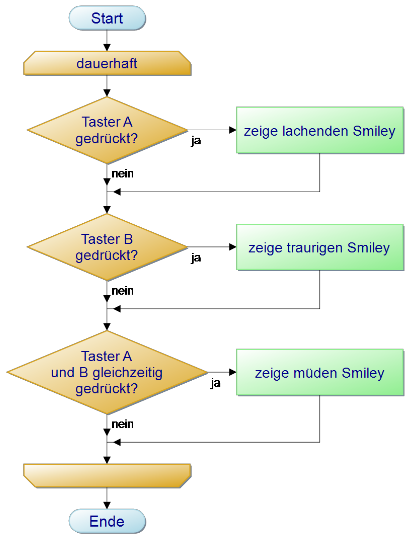 Start
dauerhaft
Taster A
gedrückt?
ja
zeige lachenden Smiley
nein
Taster B
gedrückt?
ja
zeige traurigen Smiley
nein
Taster A
und B gleichzeitig
gedrückt?
ja
zeige müden Smiley
nein
Ende